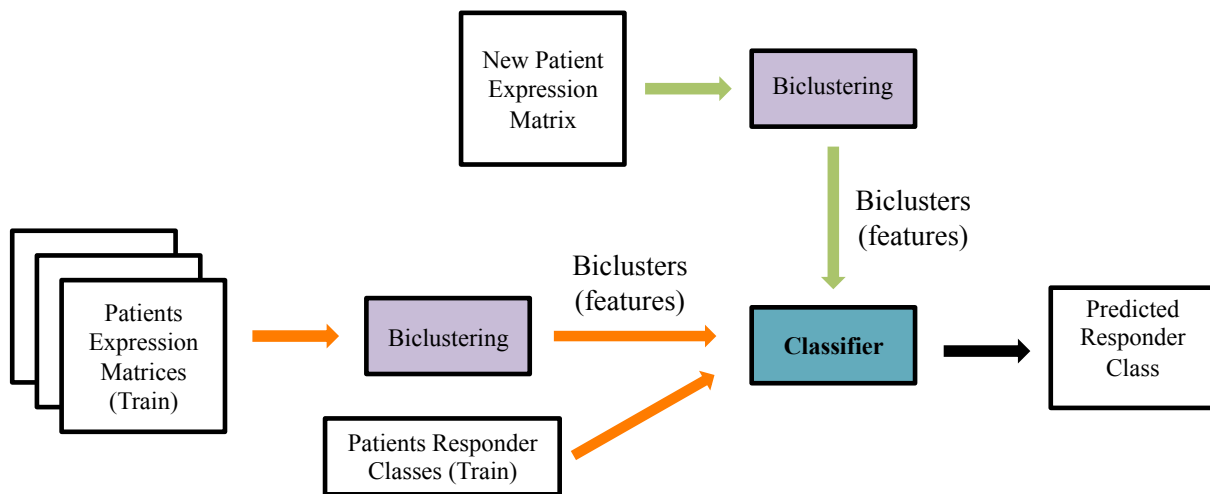 New Patient
Expression
Matrix
Biclustering
Biclusters
(features)
Patients
Expression
Matrices
(Train)
Biclustering
Biclusters
(features)
Patients Responder
Classes (Train)
Classifier
Predicted
Responder
Class